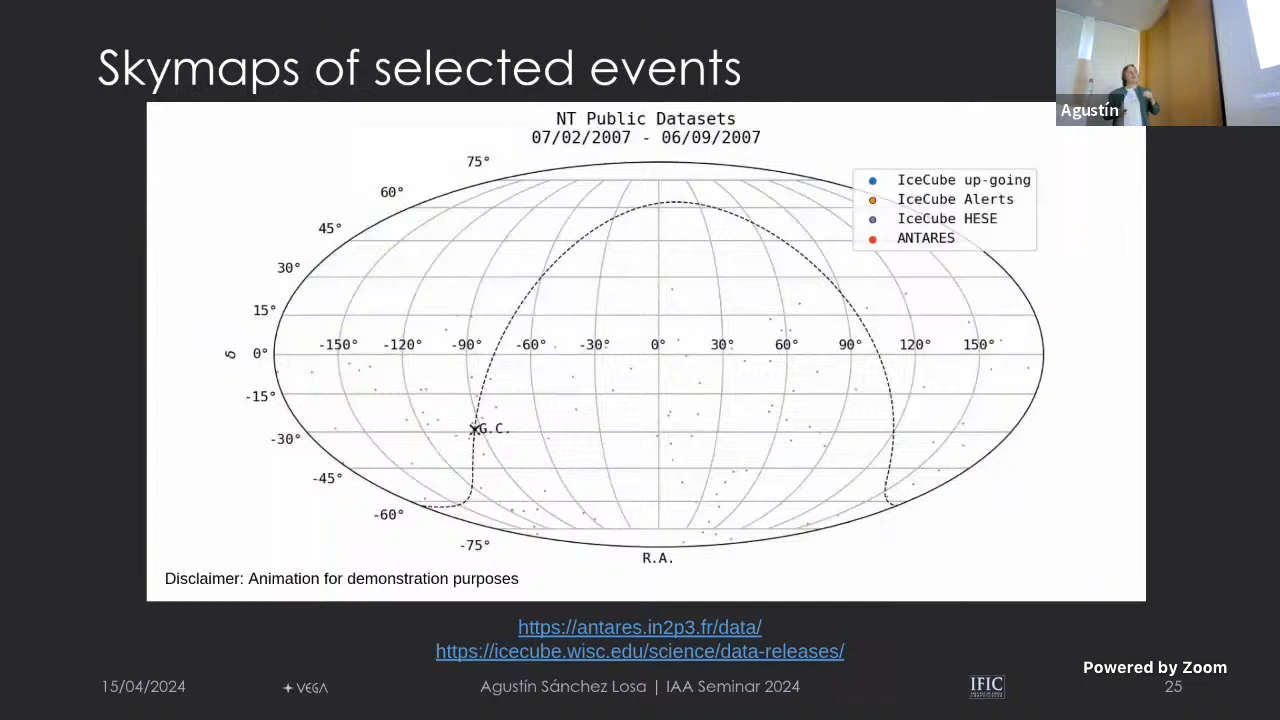 Skymaps of selected events
Agustín
NT Public Datasets
07/02/2007 - 06/09/2007
IceCube up-going
IceCube Alerts
IceCube HESE
ANTARES
75°
60°
45°
30°
15°
0°
-15°
-30°
-45°
-60°
-75°
δ
-150° -120° -90° -60° -30° 0° 30° 60° 90° 120° 150°
G.C.
R.A.
Disclaimer: Animation for demonstration purposes
https://antares.in2p3.fr/data/
https://icecube.wisc.edu/science/data-releases/
Powered by Zoom
15/04/2024 VEGA Agustín Sánchez Losa | IAA Seminar 2024 IFIC 25